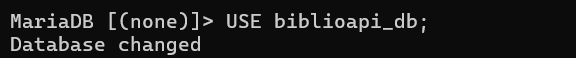 MariaDB [(none)]> USE biblioapi_db;
Database changed